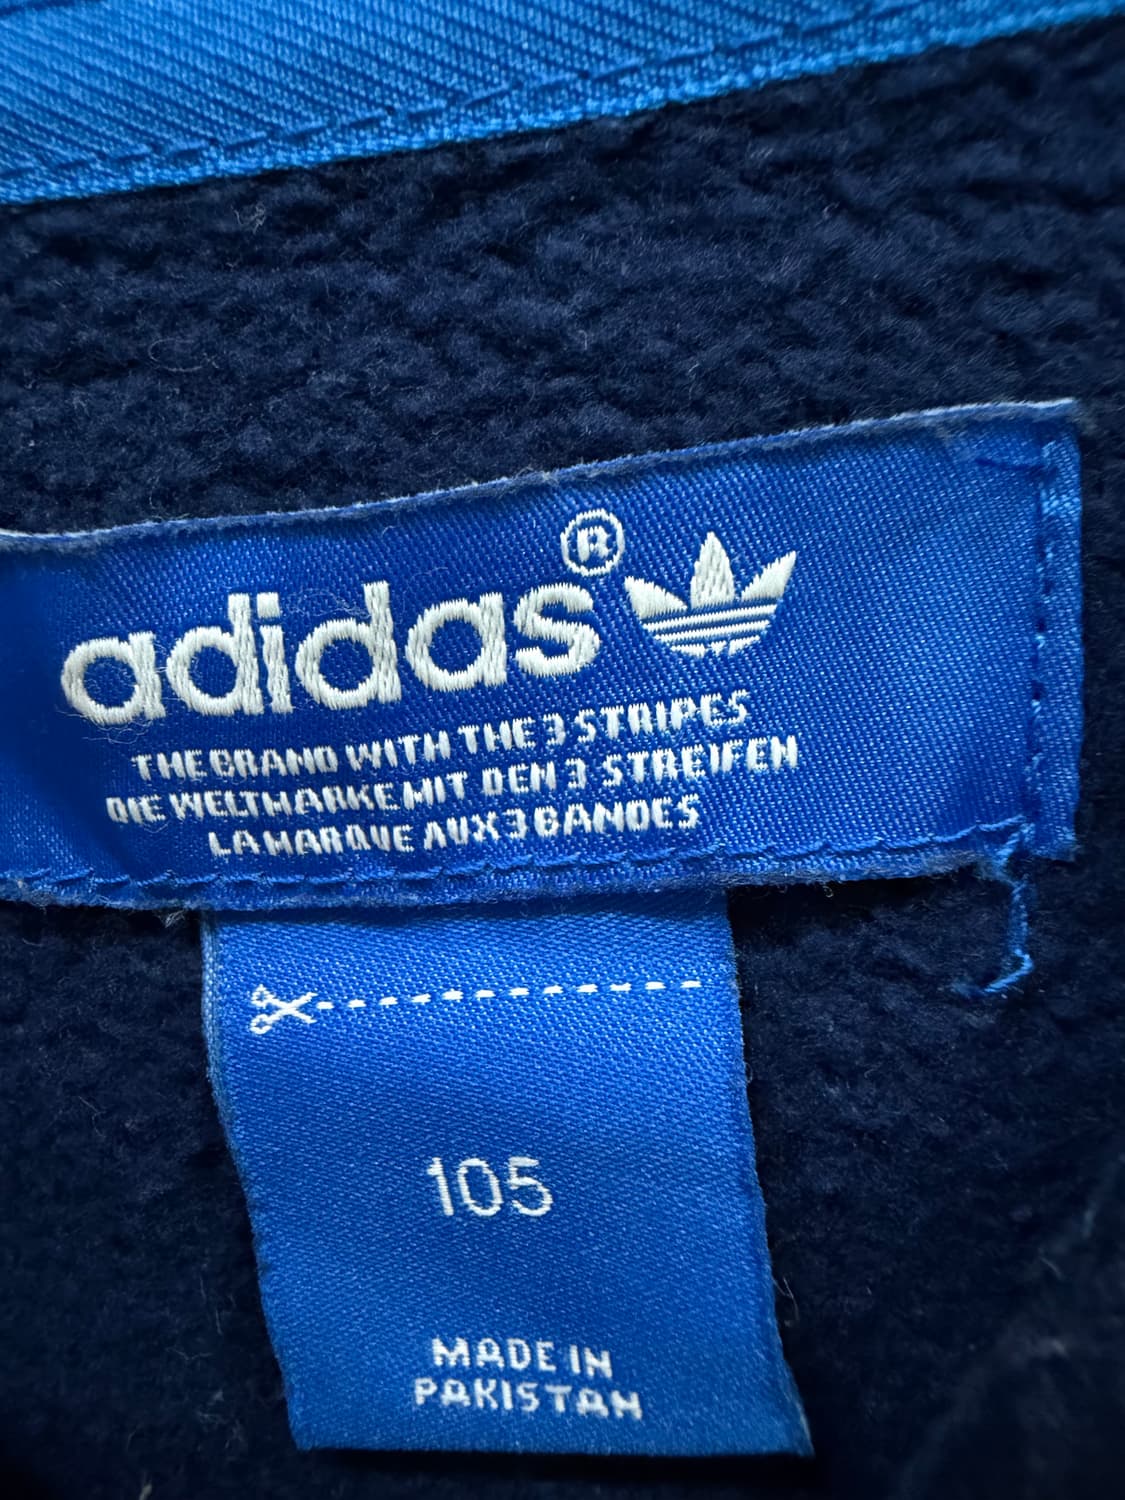 adidas®
THE BRAND WITH THE 3 STRIPES
DIE WELTMARKE MIT DEN 3 STREIFEN
LA MARQUE AUX 3 BANDES
105
MADE IN
PAKISTAN